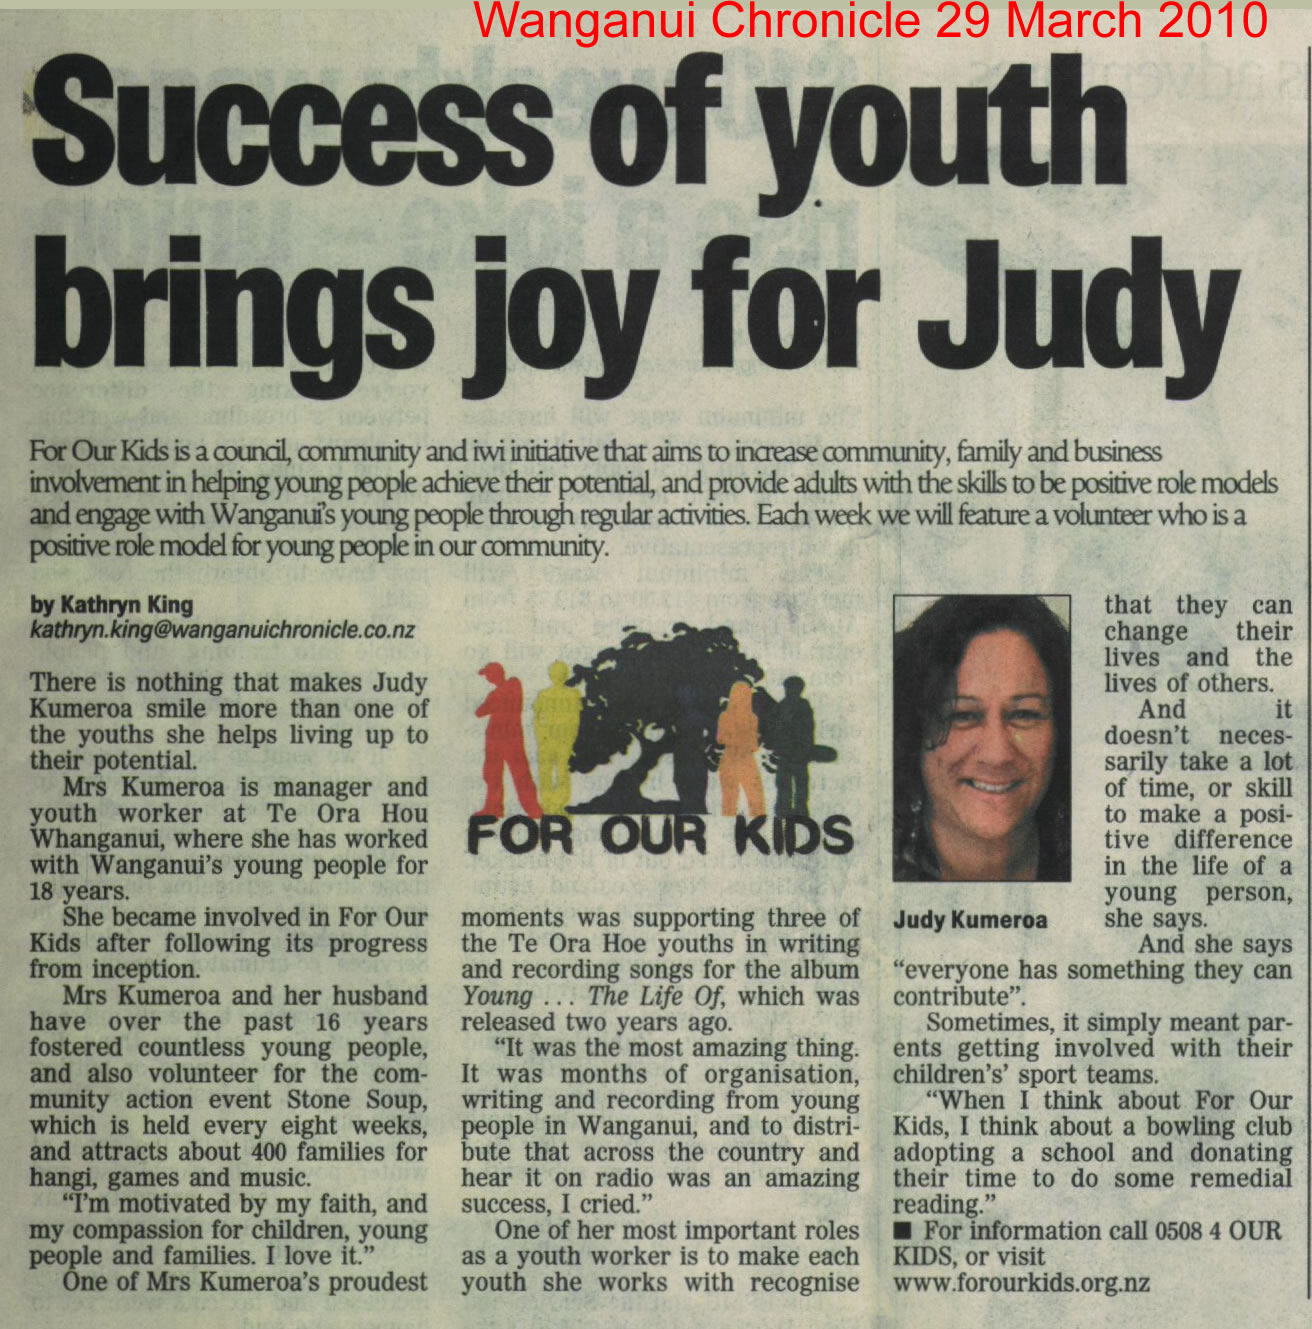 Wanganui Chronicle 29 March 2010
Success of youth
brings joy for Judy
For Our Kids is a council, community and iwi initiative that aims to increase community, family and business
involvement in helping young people achieve their potential, and provide adults with the skills to be positive role models
and engage with Wanganui's young people through regular activities. Each week we will feature a volunteer who is a
positive role model for young people in our community.
by Kathryn King
kathryn.king@wanganuichronicle.co.nz
There is nothing that makes Judy
Kumeroa smile more than one of
the youths she helps living up to
their potential.
Mrs Kumeroa is manager and
youth worker at Te Ora Hou
Whanganui, where she has worked
with Wanganui's young people for
18 years.
She became involved in For Our
Kids after following its progress
from inception.
Mrs Kumeroa and her husband
have over the past 16 years
fostered countless young people,
and also volunteer for the com-
munity action event Stone Soup,
which is held every eight weeks,
and attracts about 400 families for
hangi, games and music.
"I'm motivated by my faith, and
my compassion for children, young
people and families. I love it."
One of Mrs Kumeroa's proudest
FOR OUR KIDS
moments was supporting three of
the Te Ora Hoe youths in writing
and recording songs for the album
Young ... The Life Of, which was
released two years ago.
"It was the most amazing thing.
It was months of organisation,
writing and recording from young
people in Wanganui, and to distri-
bute that across the country and
hear it on radio was an amazing
success, I cried."
One of her most important roles
as a youth worker is to make each
youth she works with recognise
Judy Kumeroa
that they can
change their
lives and the
lives of others.
And it
doesn't neces-
sarily take a lot
of time, or skill
to make a posi-
tive difference
in the life of a
young person,
she says.
And she says
"everyone has something they can
contribute".
Sometimes, it simply meant par-
ents getting involved with their
children's' sport teams.
"When I think about For Our
Kids, I think about a bowling club
adopting a school and donating
their time to do some remedial
reading."
■ For information call 0508 4 OUR
KIDS, or visit
www.forourkids.org.nz